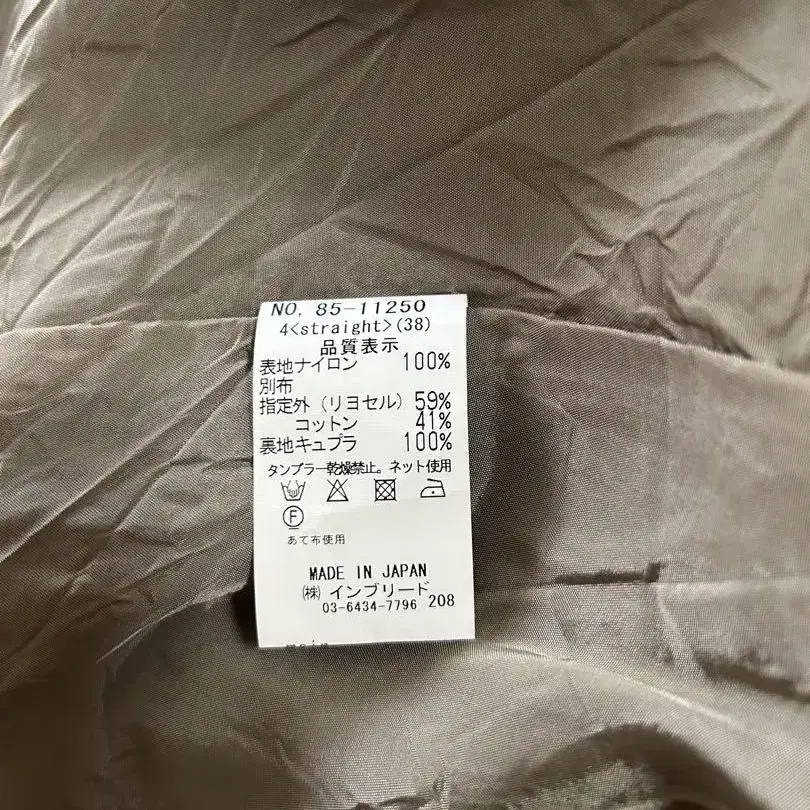 NO. 85-11250
4<straight>(38)
品質表示
表地ナイロン 100%
別布
指定外（リヨセル）59%
コットン 41%
裏地キュプラ 100%
タンブラー乾燥禁止。ネット使用
F
あて布使用
MADE IN JAPAN
㈱ インブリード
03-6434-7796 208